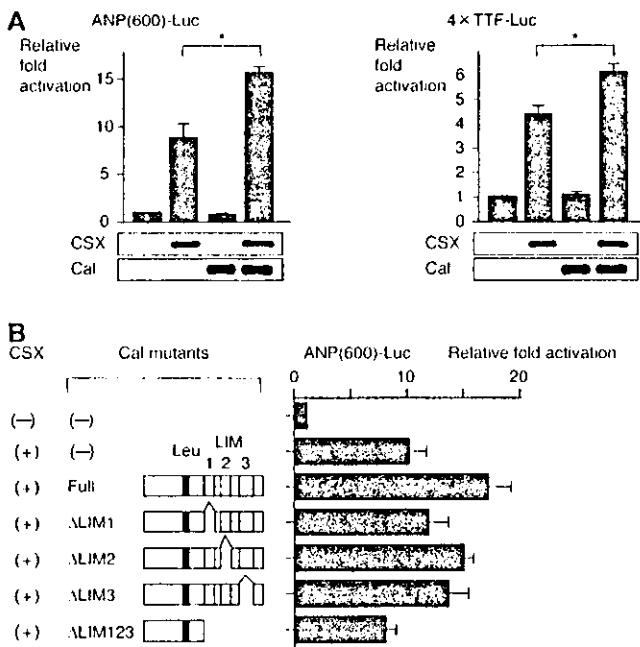 A
ANP(600)-Luc
Relative
fold
activation
*
15
10
5
0
CSX
Cal
4×TTF-Luc
Relative
fold
activation
*
6
5
4
3
2
1
0
CSX
Cal
B
CSX
Cal mutants
ANP(600)-Luc
Relative fold activation
0
10
20
(—) (—)
(+) (—)
Leu
LIM
1 2 3
(+) Full
(+) ΔLIM1
(+) ΔLIM2
(+) ΔLIM3
(+) ΔLIM123